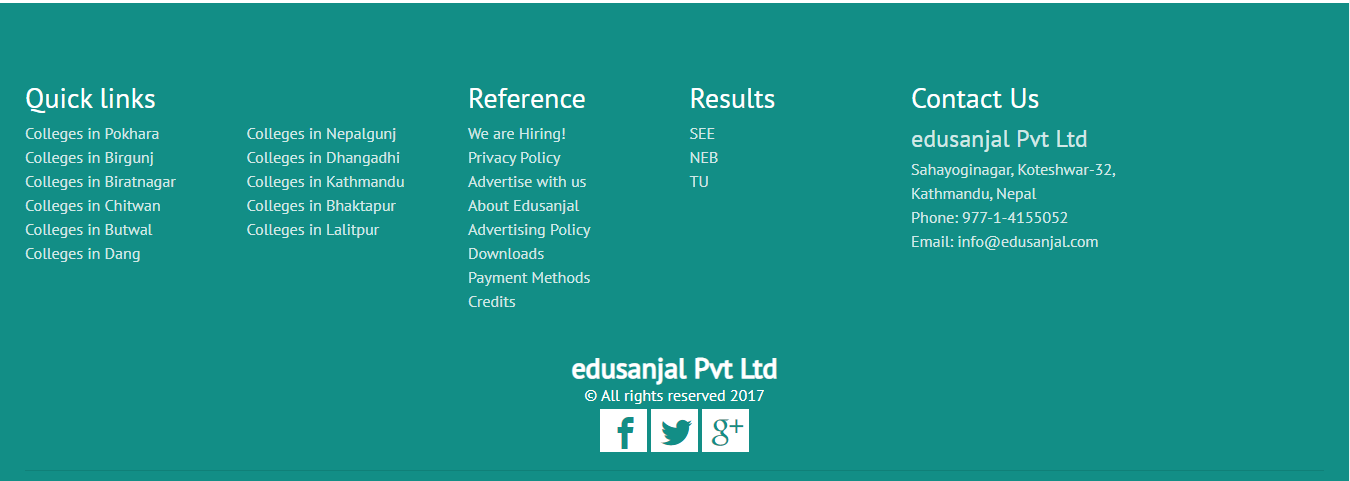 Quick links
Colleges in Pokhara
Colleges in Birgunj
Colleges in Biratnagar
Colleges in Chitwan
Colleges in Butwal
Colleges in Dang
Colleges in Nepalgunj
Colleges in Dhangadhi
Colleges in Kathmandu
Colleges in Bhaktapur
Colleges in Lalitpur
Reference
We are Hiring!
Privacy Policy
Advertise with us
About Edusanjal
Advertising Policy
Downloads
Payment Methods
Credits
Results
SEE
NEB
TU
Contact Us
edusanjal Pvt Ltd
Sahayoginagar, Koteshwar-32,
Kathmandu, Nepal
Phone: 977-1-4155052
Email: info@edusanjal.com
edusanjal Pvt Ltd
© All rights reserved 2017